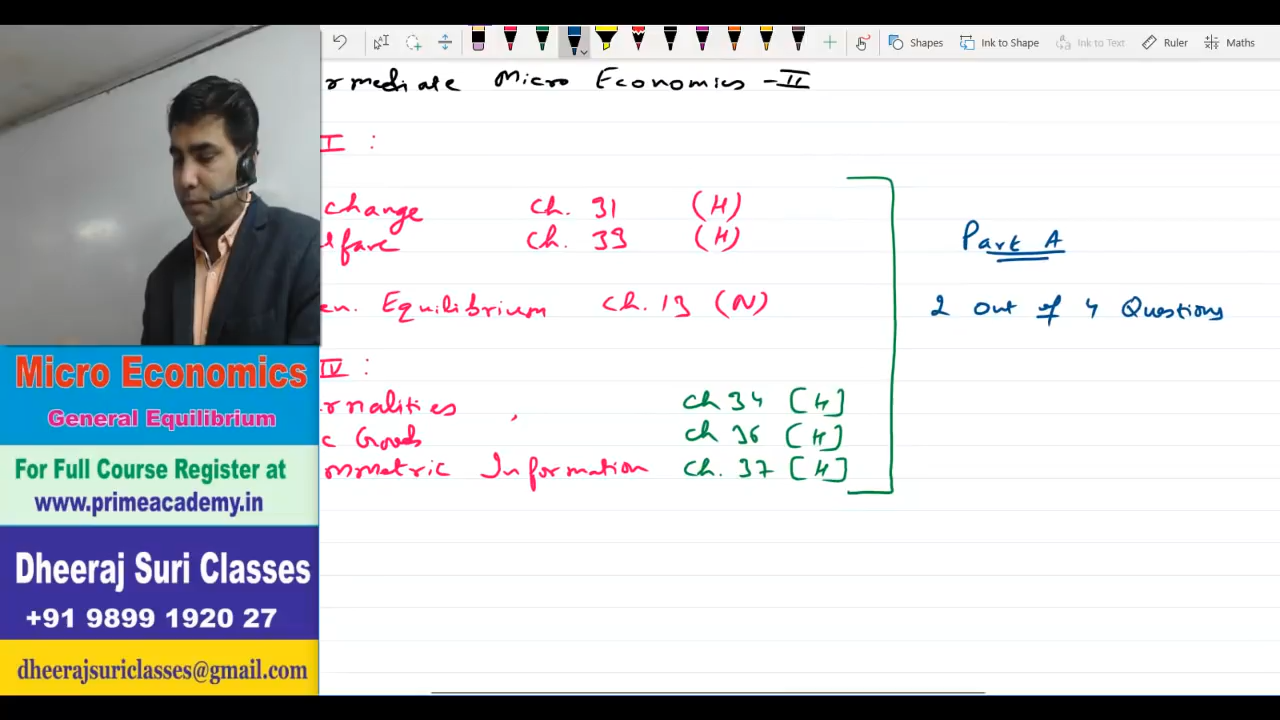 Shapes
Ink to Shape
Ink to Text
Ruler
Maths
rmediate Micro Economics - II
I :
change ch. 31 (H)
lfare ch. 33 (H)
en. Equilibrium ch. 13 (N)
IV :
rnalities , ch 34 [H]
c Goods ch 36 [H]
mmetric Information ch. 37 [H]
Part A
2 out of 4 Questions
Micro Economics
General Equilibrium
For Full Course Register at
www.primeacademy.in
Dheeraj Suri Classes
+91 9899 1920 27
dheerajsuriclasses@gmail.com